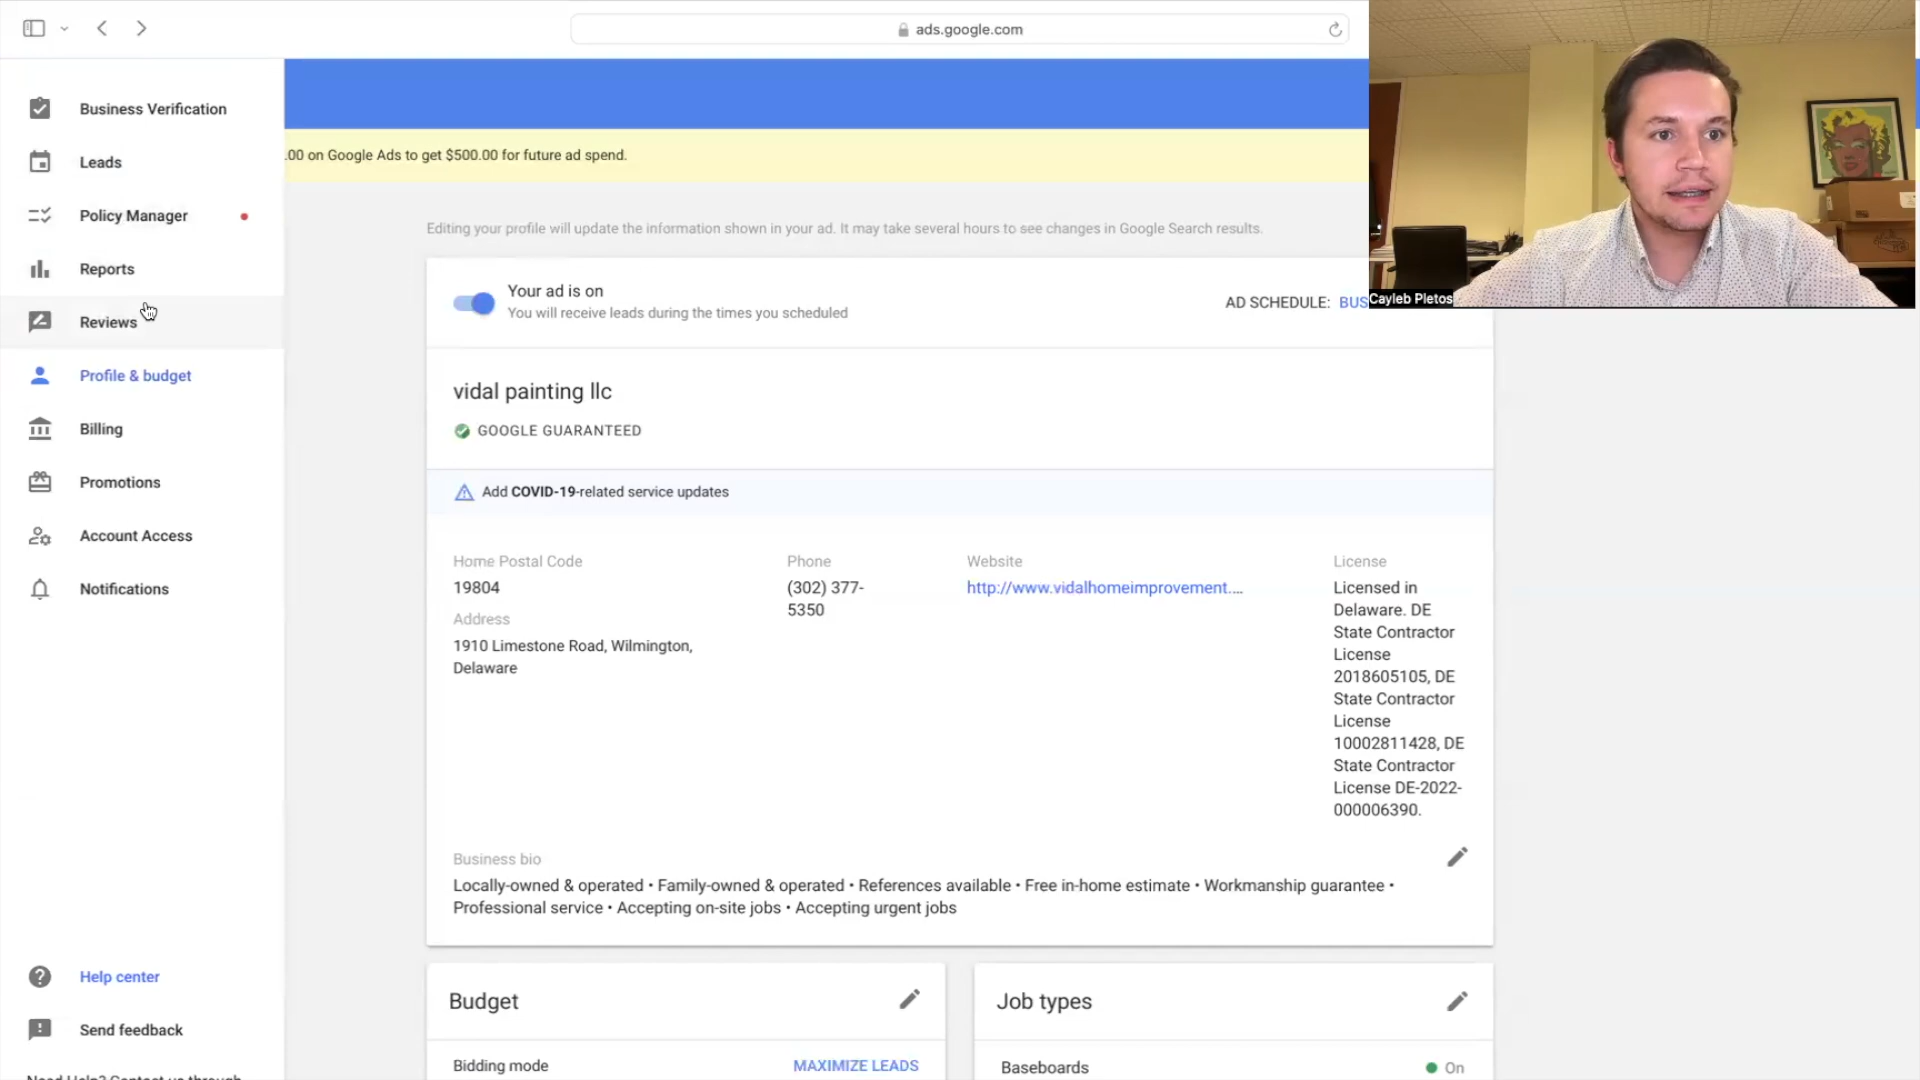 ads.google.com
Business Verification
Leads
Policy Manager
Reports
Reviews
Profile & budget
Billing
Promotions
Account Access
Notifications
Help center
Send feedback
Need Help? Contact us through
.00 on Google Ads to get $500.00 for future ad spend.
Editing your profile will update the information shown in your ad. It may take several hours to see changes in Google Search results.
Your ad is on
You will receive leads during the times you scheduled
AD SCHEDULE: BUS
Cayleb Pletos
vidal painting llc
GOOGLE GUARANTEED
Add COVID-19-related service updates
Home Postal Code
19804
Address
1910 Limestone Road, Wilmington,
Delaware
Phone
(302) 377-
5350
Website
http://www.vidalhomeimprovement....
License
Licensed in
Delaware. DE
State Contractor
License
2018605105, DE
State Contractor
License
10002811428, DE
State Contractor
License DE-2022-
000006390.
Business bio
Locally-owned & operated • Family-owned & operated • References available • Free in-home estimate • Workmanship guarantee •
Professional service • Accepting on-site jobs • Accepting urgent jobs
Budget
Bidding mode
MAXIMIZE LEADS
Job types
Baseboards
On